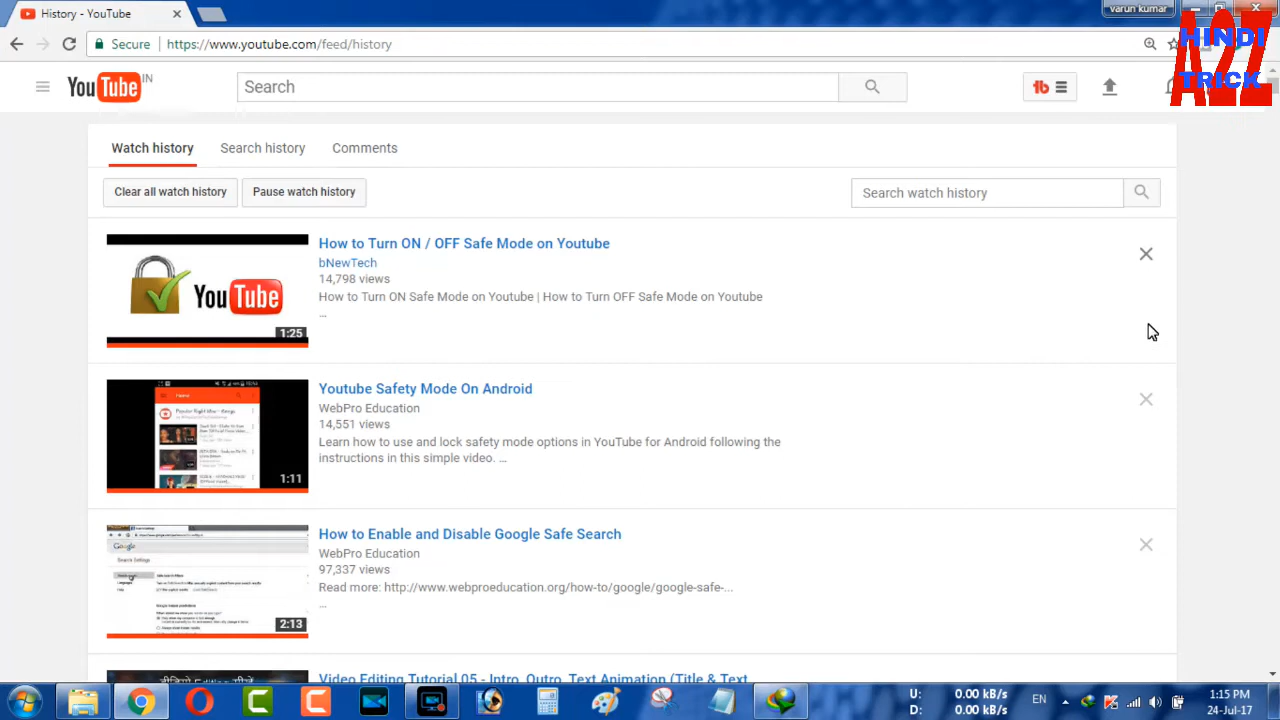 History - YouTube
varun kumar
Secure
https://www.youtube.com/feed/history
HINDI
A2Z
TRICK
YouTube IN
Search
Watch history
Search history
Comments
Clear all watch history
Pause watch history
Search watch history
How to Turn ON / OFF Safe Mode on Youtube
bNewTech
14,798 views
How to Turn ON Safe Mode on Youtube | How to Turn OFF Safe Mode on Youtube
...
YouTube
1:25
Youtube Safety Mode On Android
WebPro Education
14,551 views
Learn how to use and lock safety mode options in YouTube for Android following the
instructions in this simple video. ...
1:11
How to Enable and Disable Google Safe Search
WebPro Education
97,337 views
http://www.webproeducation.org/how-to/google/google-safe-...
...
Google
Search Settings
2:13
Video Editing Tutorial 05 - Intro, Outro, Text Animation (Title & Text
U: 0.00 kB/s
D: 0.00 kB/s
EN
1:15 PM
24-Jul-17